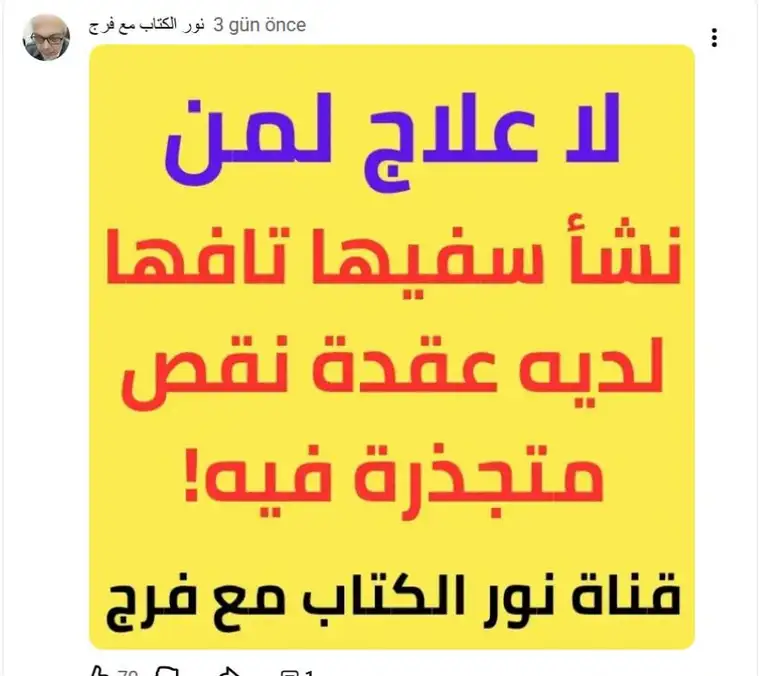 نور الكتاب مع فرج 3 gün önce
لا علاج لمن
نشأ سفيها تافها
لديه عقدة نقص
متجذرة فيه!
قناة نور الكتاب مع فرج